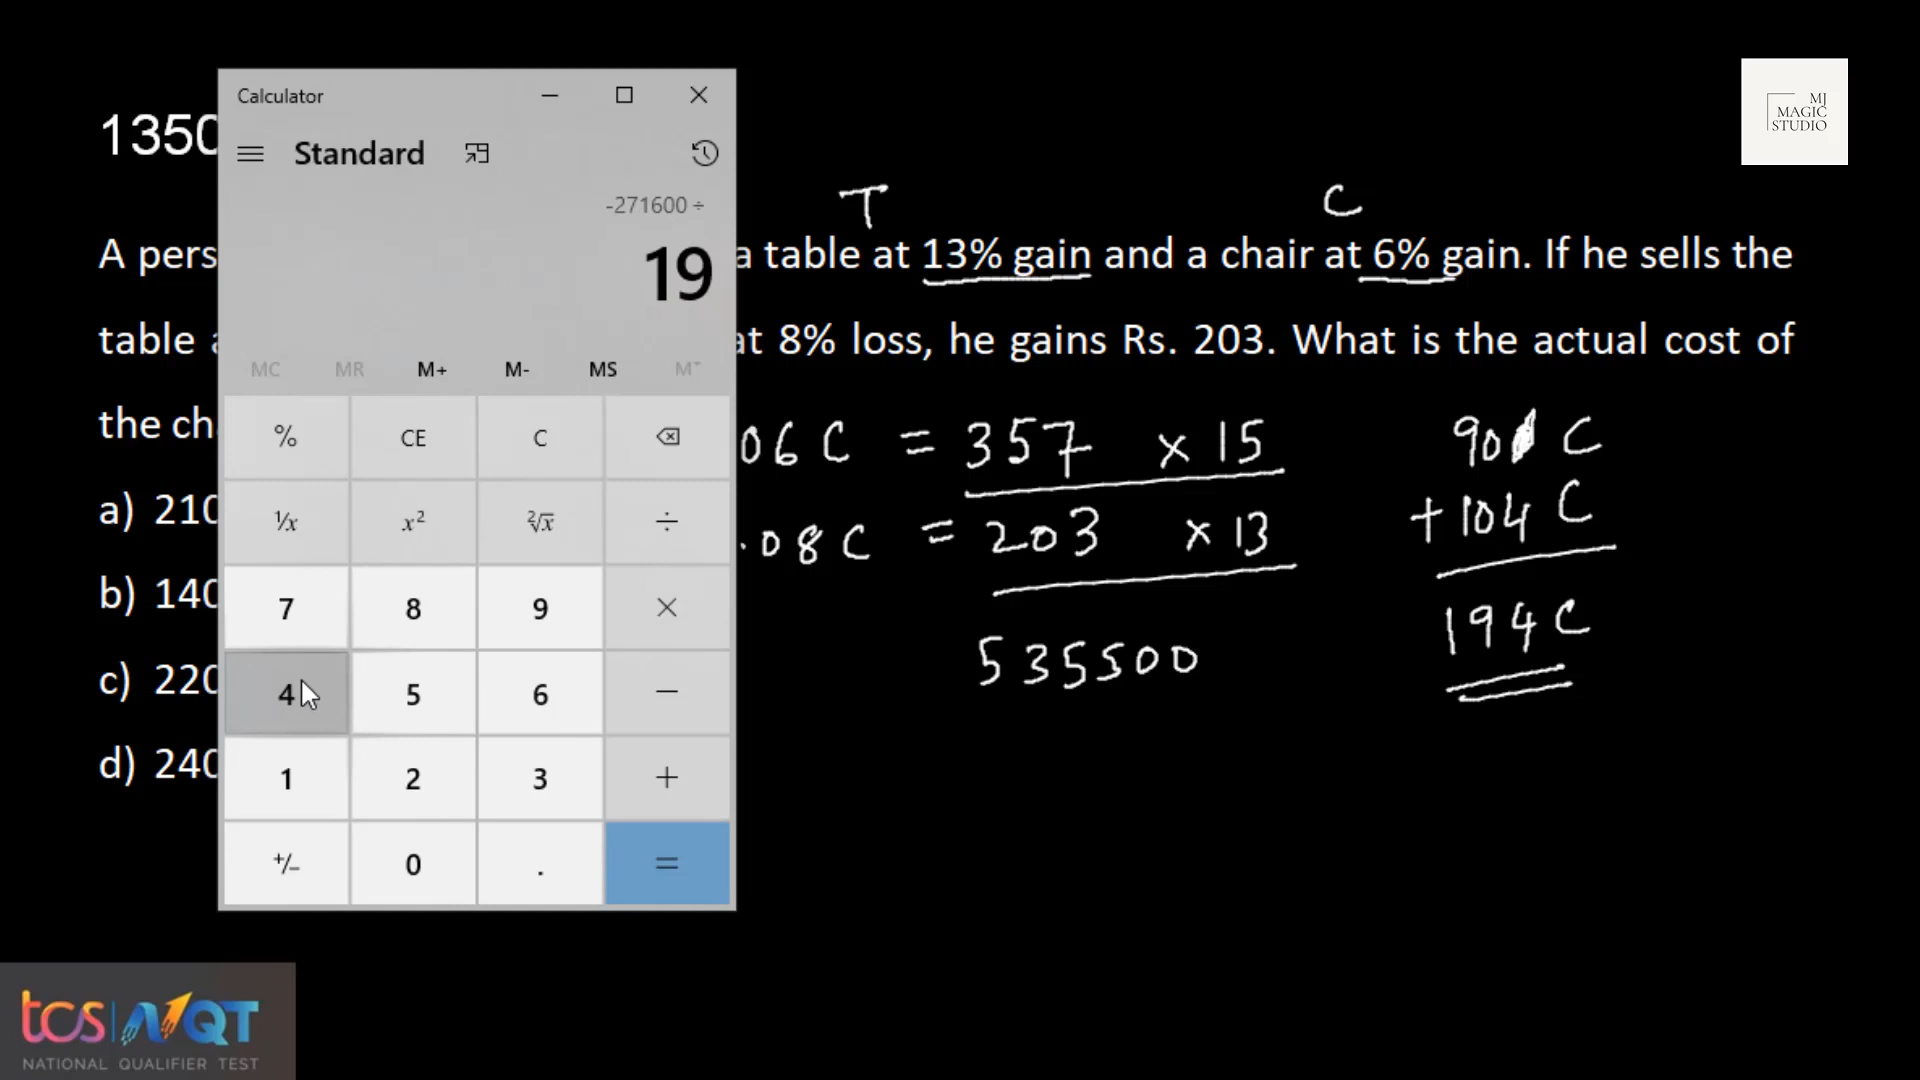 Calculator
Standard
-271600 ÷
19
MC MR M+ M- MS M
% CE C
1/x x² ²√x ÷
7 8 9 ×
4 5 6 −
1 2 3 +
+/− 0 . =
1350
T C
A pers a table at 13% gain and a chair at 6% gain. If he sells the
table at 8% loss, he gains Rs. 203. What is the actual cost of
the ch
06 C = 357 × 15
.08 C = 203 × 13
535500
90 C
+104 C
194 C
a) 210
b) 140
c) 220
d) 240
MJ
MAGIC
STUDIO
tcs NQT
NATIONAL QUALIFIER TEST